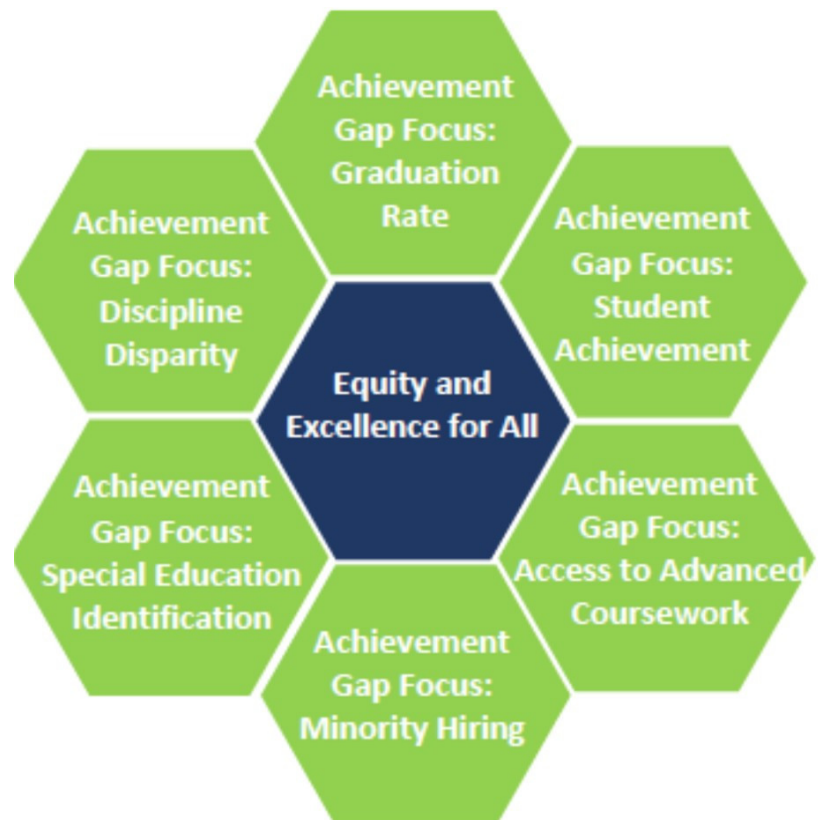 Achievement
Gap Focus:
Graduation
Rate
Achievement
Gap Focus:
Student
Achievement
Achievement
Gap Focus:
Access to Advanced
Coursework
Achievement
Gap Focus:
Minority Hiring
Achievement
Gap Focus:
Special Education
Identification
Achievement
Gap Focus:
Discipline
Disparity
Equity and
Excellence for All